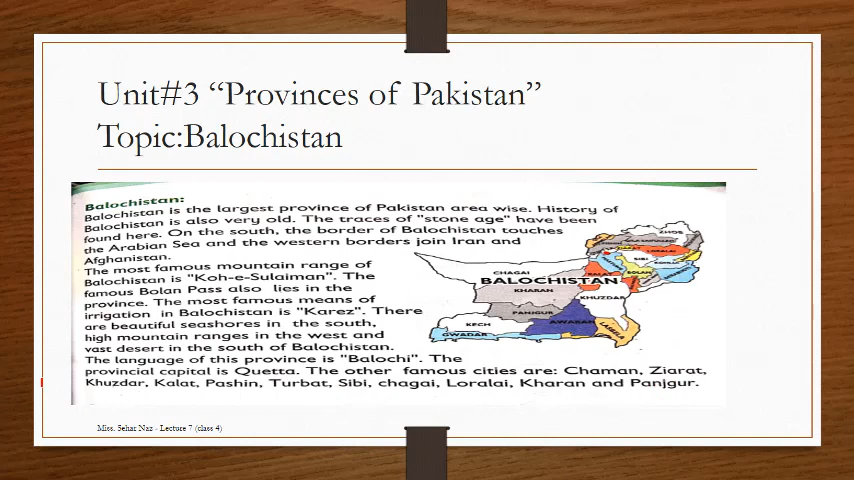 Unit#3 “Provinces of Pakistan”
Topic:Balochistan
Balochistan:
Balochistan is the largest province of Pakistan area wise. History of
Balochistan is also very old. The traces of "stone age" have been
found here. On the south, the border of Balochistan touches
the Arabian Sea and the western borders join Iran and
Afghanistan.
The most famous mountain range of
Balochistan is "Koh-e-Sulaiman". The
famous Bolan Pass also lies in the
province. The most famous means of
irrigation in Balochistan is "Karez". There
are beautiful seashores in the south,
high mountain ranges in the west and
vast desert in the south of Balochistan.
The language of this province is "Balochi". The
provincial capital is Quetta. The other famous cities are: Chaman, Ziarat,
Khuzdar, Kalat, Pashin, Turbat, Sibi, chagai, Loralai, Kharan and Panjgur.
ZHOB
LORALAI
SIBI
BOLAN
CHAGAI
KALAT
BALOCHISTAN
KHARAN
KHUZDAR
PANJGUR
AWARAN
LASBELA
KECH
GWADAR
Miss. Sehar Naz - Lecture 7 (class 4)